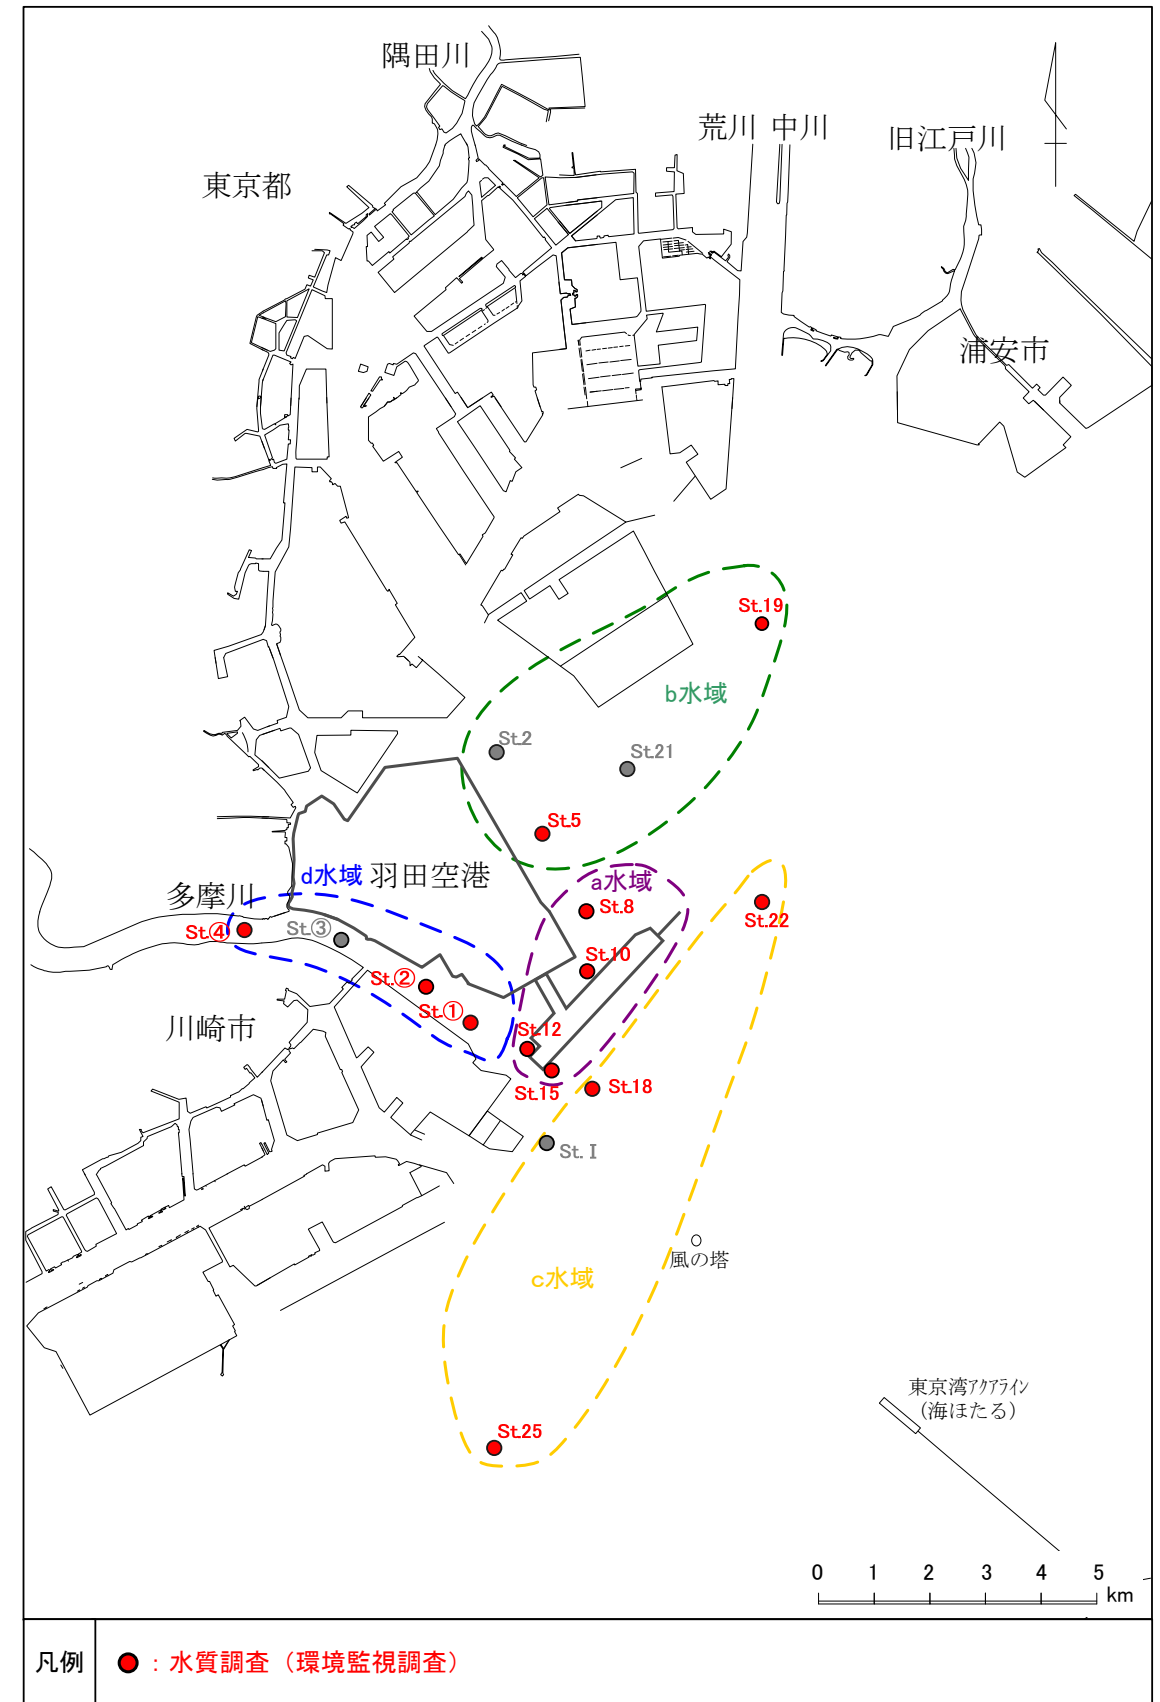 隅田川
荒川 中川
旧江戸川
東京都
浦安市
St.19
b水域
St.2
St.21
St.5
d水域
羽田空港
a水域
多摩川
St.8
St.22
St.④
St.③
St.10
St.②
St.①
川崎市
St.12
St.15
St.18
St.Ⅰ
風の塔
c水域
東京湾アクアライン
（海ほたる）
St.25
0 1 2 3 4 5
km
凡例
：水質調査（環境監視調査）